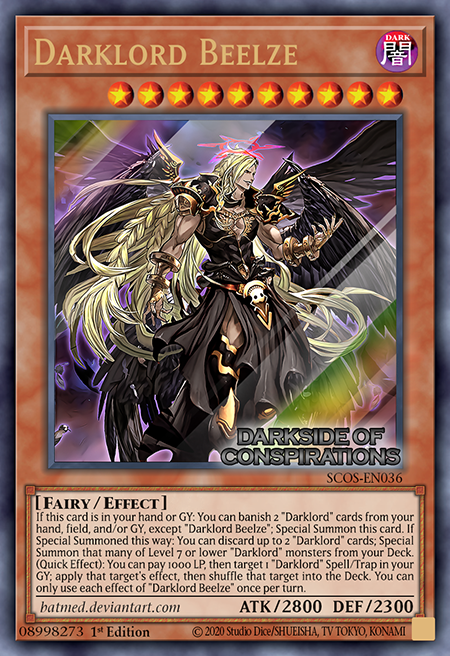 DARKLORD BEELZE
DARK
闇
DARKSIDE OF
CONSPIRATIONS
SCOS-EN036
[FAIRY / EFFECT]
If this card is in your hand or GY: You can banish 2 "Darklord" cards from your
hand, field, and/or GY, except "Darklord Beelze"; Special Summon this card. If
Special Summoned this way: You can discard up to 2 "Darklord" cards; Special
Summon that many of Level 7 or lower "Darklord" monsters from your Deck.
(Quick Effect): You can pay 1000 LP, then target 1 "Darklord" Spell/Trap in your
GY; apply that target's effect, then shuffle that target into the Deck. You can
only use each effect of "Darklord Beelze" once per turn.
batmed.deviantart.com ATK/2800 DEF/2300
08998273 1st Edition ©2020 Studio Dice/SHUEISHA, TV TOKYO, KONAMI